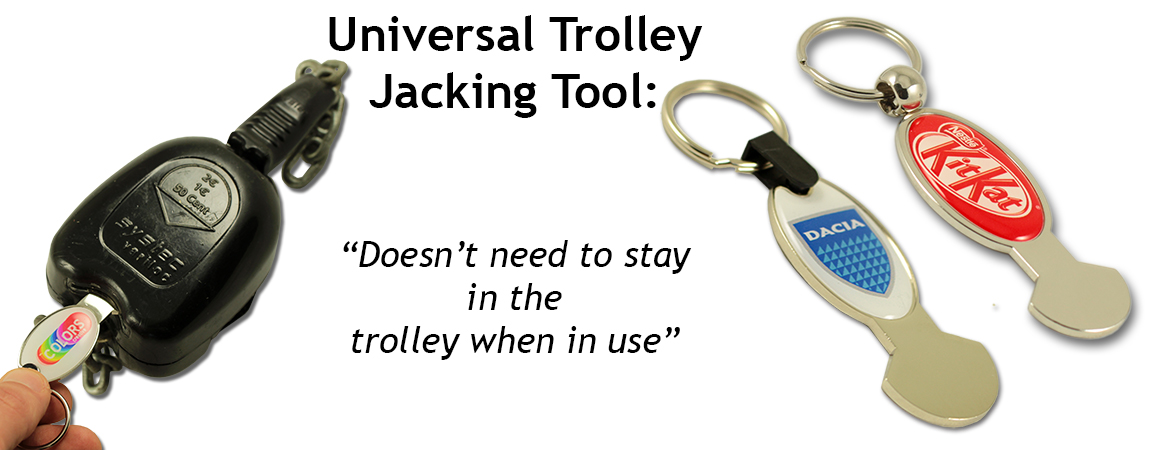 Universal Trolley
Jacking Tool:
“Doesn’t need to stay
in the
trolley when in use”
2€
1€
50 Cent
COLORS
DACIA
Nestlé
KitKat